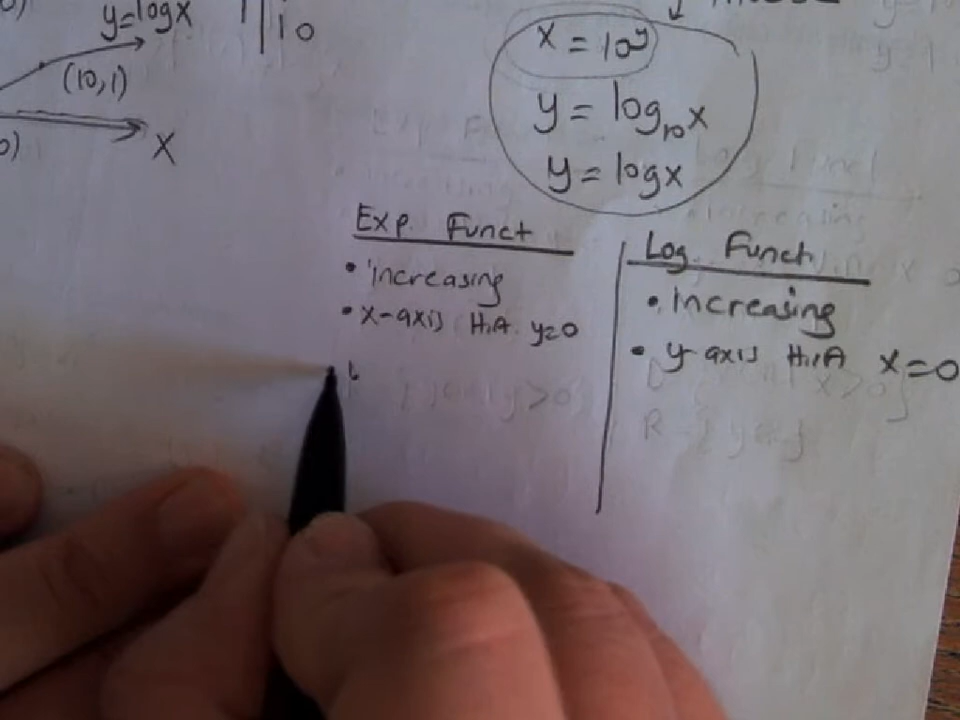 y=logx
10
(10,1)
x
x = 10^y
y = log₁₀x
y = logx
Exp. Funct
• increasing
• x-axis H.A. y=0
Log Funct.
• increasing
• y-axis H.A x=0